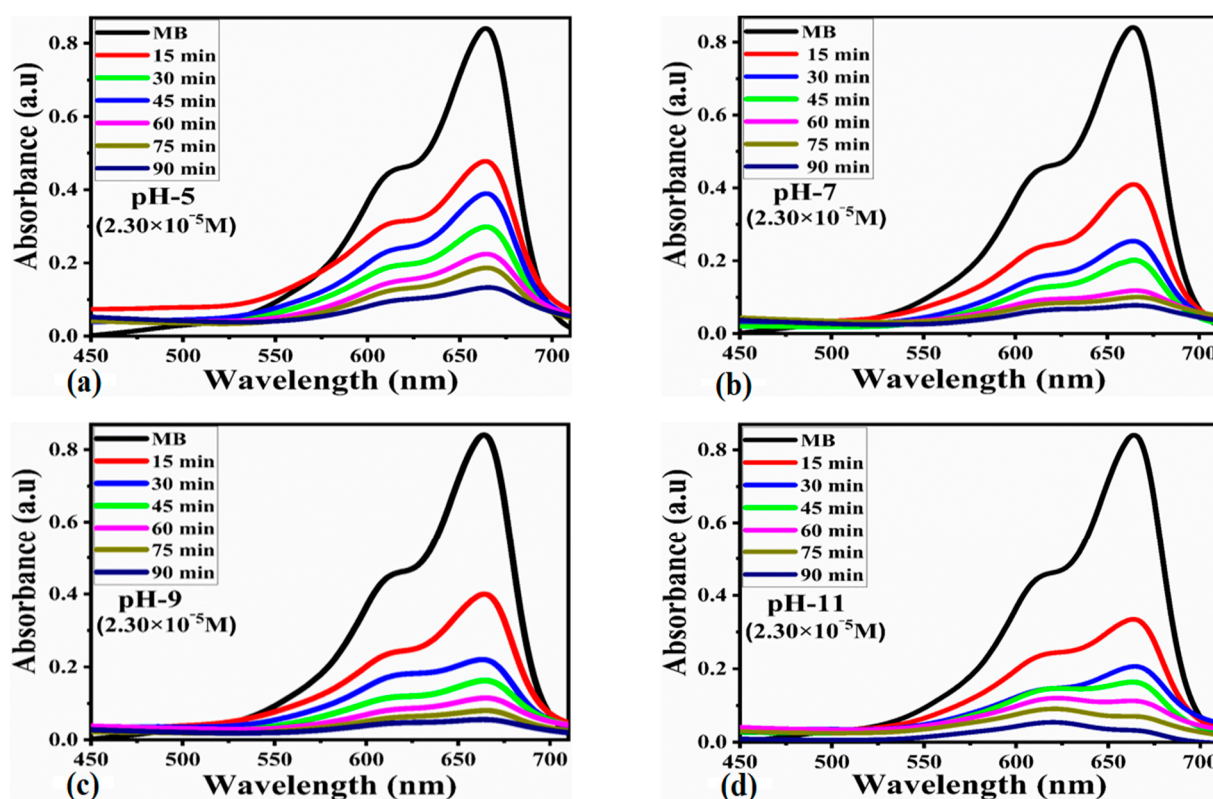 Absorbance (a.u)
0.8
0.6
0.4
0.2
0.0
MB
15 min
30 min
45 min
60 min
75 min
90 min
pH-5
(2.30×10⁻⁵M)
450 500 550 600 650 700
(a) Wavelength (nm)
Absorbance (a.u)
0.8
0.6
0.4
0.2
0.0
MB
15 min
30 min
45 min
60 min
75 min
90 min
pH-7
(2.30×10⁻⁵M)
450 500 550 600 650 700
(b) Wavelength (nm)
Absorbance (a.u)
0.8
0.6
0.4
0.2
0.0
MB
15 min
30 min
45 min
60 min
75 min
90 min
pH-9
(2.30×10⁻⁵M)
450 500 550 600 650 700
(c) Wavelength (nm)
Absorbance (a.u)
0.8
0.6
0.4
0.2
0.0
MB
15 min
30 min
45 min
60 min
75 min
90 min
pH-11
(2.30×10⁻⁵M)
450 500 550 600 650 700
(d) Wavelength (nm)